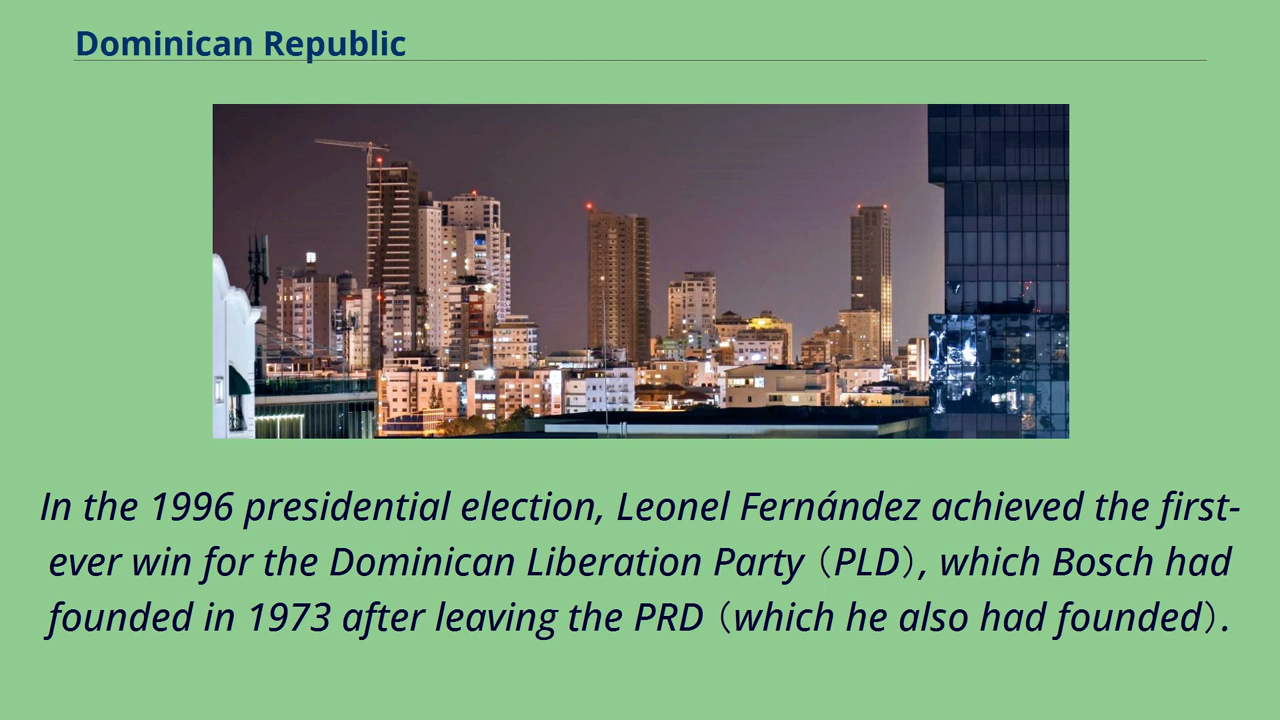 Dominican Republic
In the 1996 presidential election, Leonel Fernández achieved the first-
ever win for the Dominican Liberation Party（PLD）, which Bosch had
founded in 1973 after leaving the PRD（which he also had founded）.